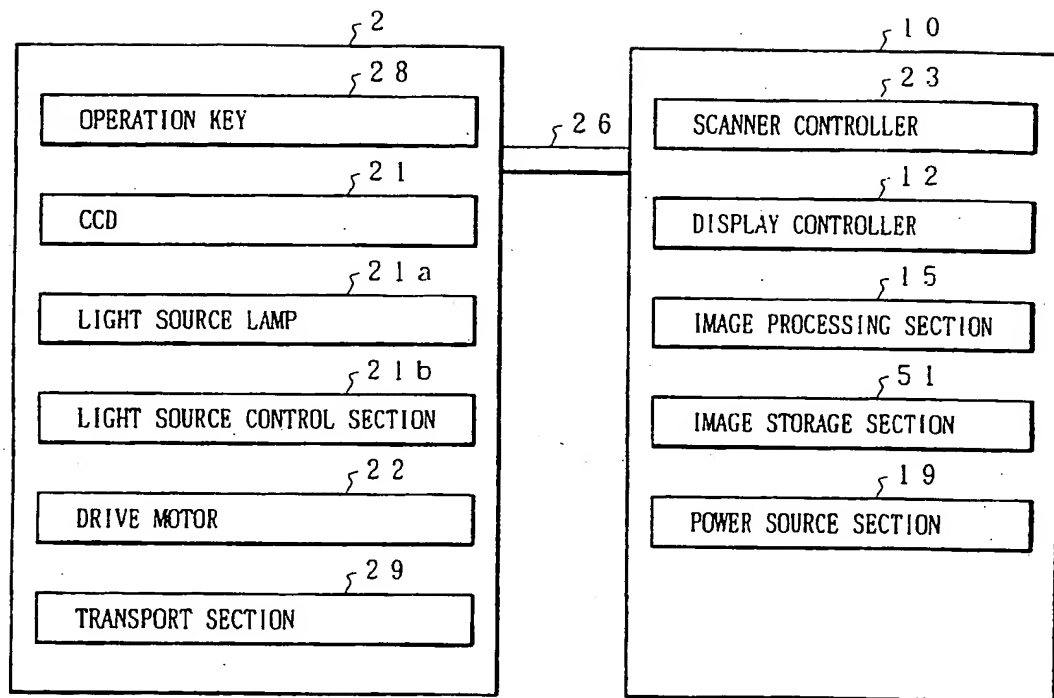 2
28
OPERATION KEY
21
CCD
21a
LIGHT SOURCE LAMP
21b
LIGHT SOURCE CONTROL SECTION
22
DRIVE MOTOR
29
TRANSPORT SECTION
26
10
23
SCANNER CONTROLLER
12
DISPLAY CONTROLLER
15
IMAGE PROCESSING SECTION
51
IMAGE STORAGE SECTION
19
POWER SOURCE SECTION